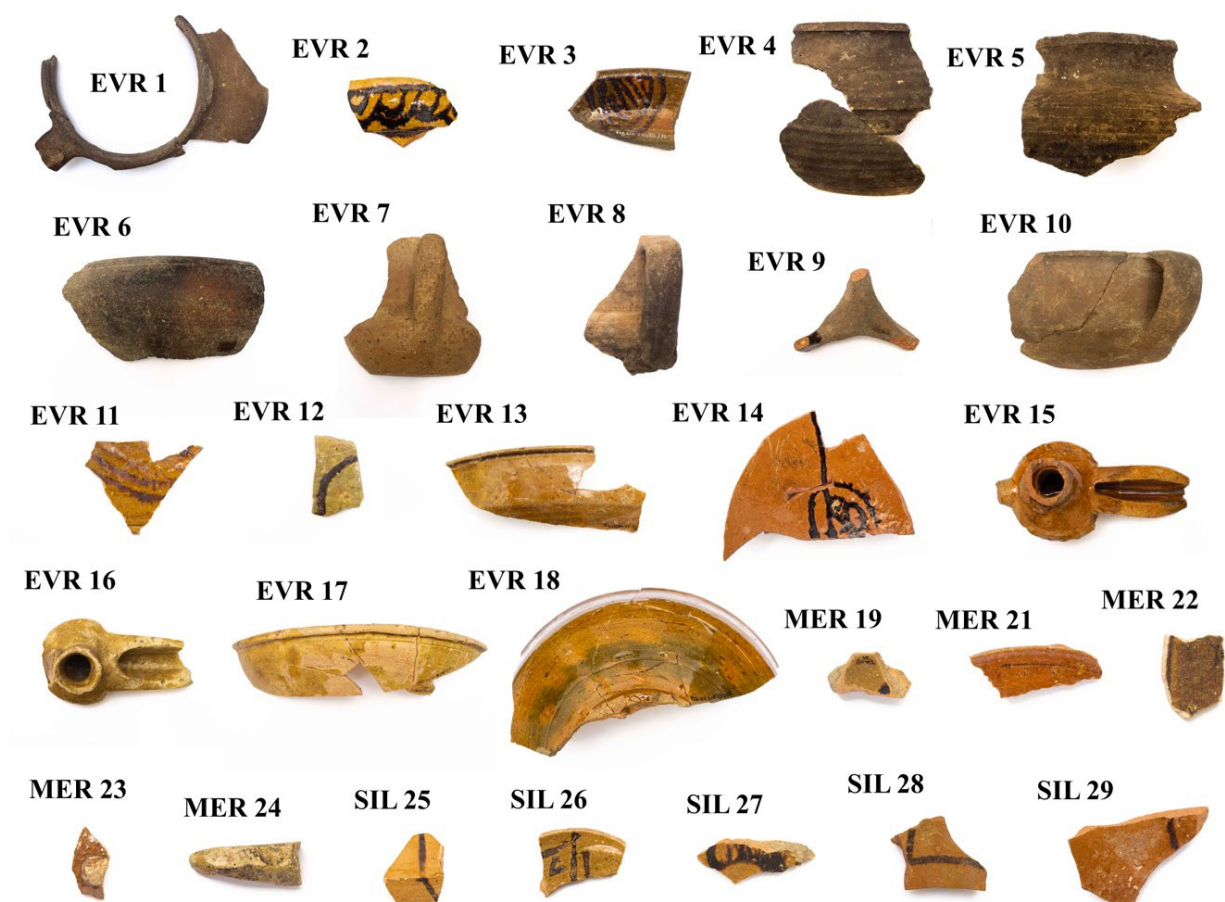 EVR 1
EVR 2
EVR 3
EVR 4
EVR 5
EVR 6
EVR 7
EVR 8
EVR 9
EVR 10
EVR 11
EVR 12
EVR 13
EVR 14
EVR 15
EVR 16
EVR 17
EVR 18
MER 19
MER 21
MER 22
MER 23
MER 24
SIL 25
SIL 26
SIL 27
SIL 28
SIL 29